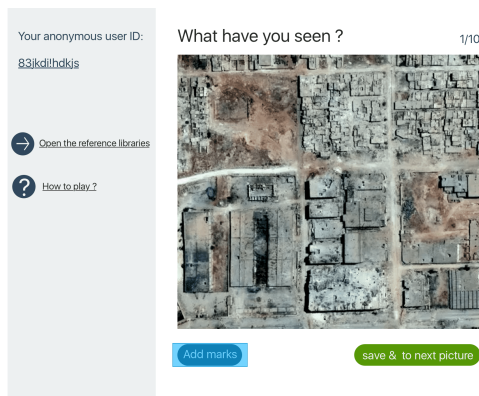 Your anonymous user ID:
83jkdi!hdkjs
Open the reference libraries
How to play ?
What have you seen ?
1/10
Add marks
save &  to next picture